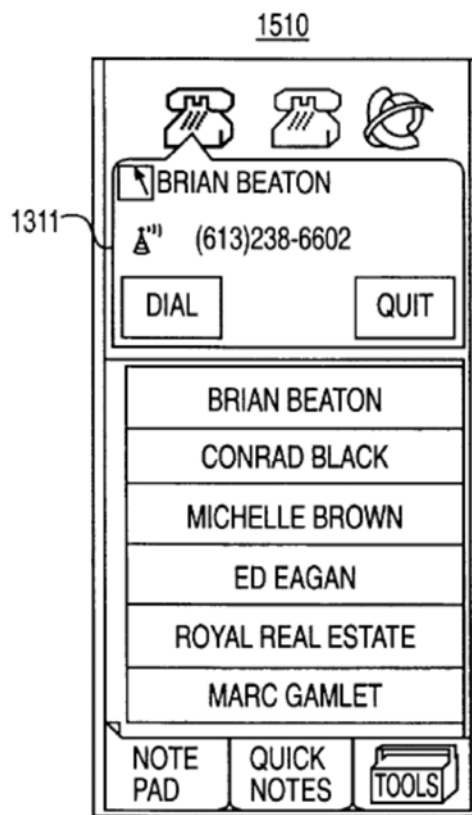 1510
1311
BRIAN BEATON
(613)238-6602
DIAL
QUIT
BRIAN BEATON
CONRAD BLACK
MICHELLE BROWN
ED EAGAN
ROYAL REAL ESTATE
MARC GAMLET
NOTE
PAD
QUICK
NOTES
TOOLS